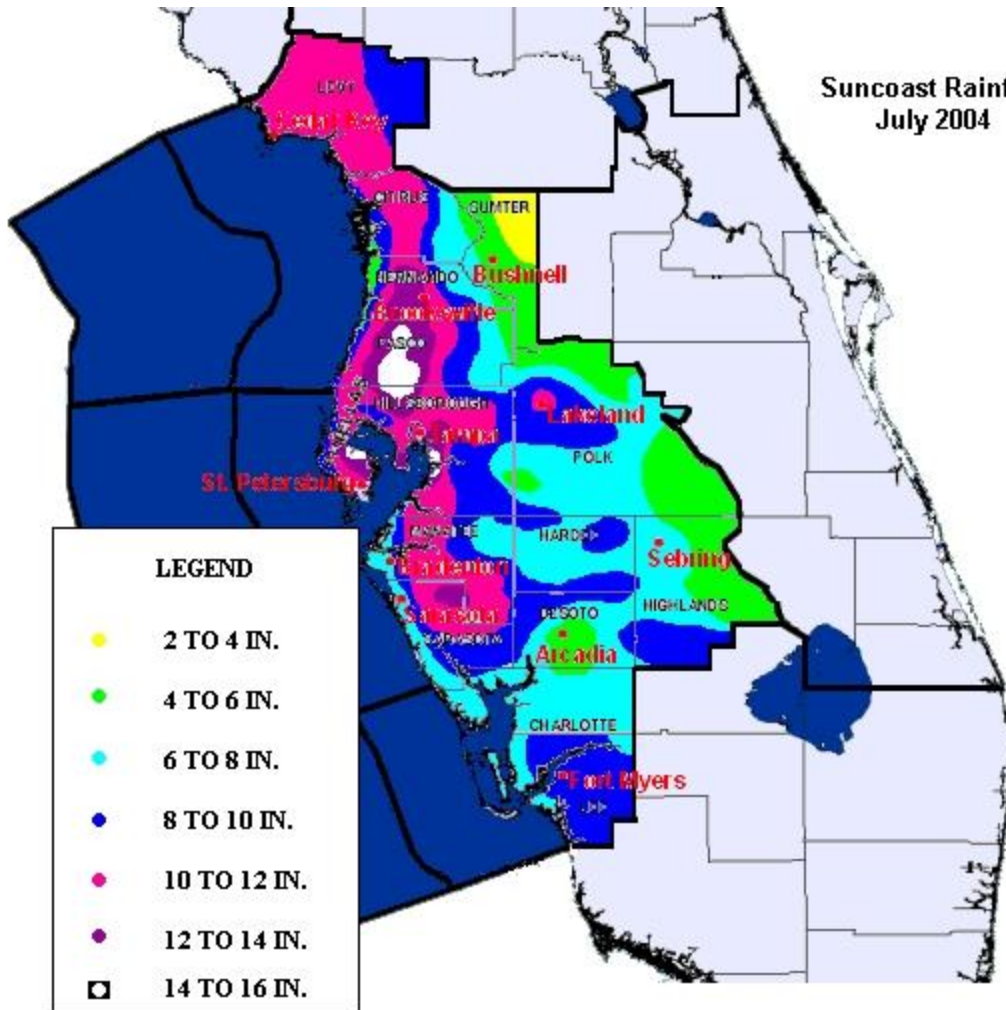 Suncoast Rainf
July 2004
LEVY
Cedar Key
CITRUS
SUMTER
Bushnell
HERNANDO
Brooksville
PASCO
HILLSBOROUGH
Lakeland
Tampa
POLK
St. Petersburg
MANATEE
HARDEE
Sebring
Bradenton
Sarasota
DESOTO
HIGHLANDS
SARASOTA
Arcadia
CHARLOTTE
Fort Myers
LEE
LEGEND
2 TO 4 IN.
4 TO 6 IN.
6 TO 8 IN.
8 TO 10 IN.
10 TO 12 IN.
12 TO 14 IN.
14 TO 16 IN.